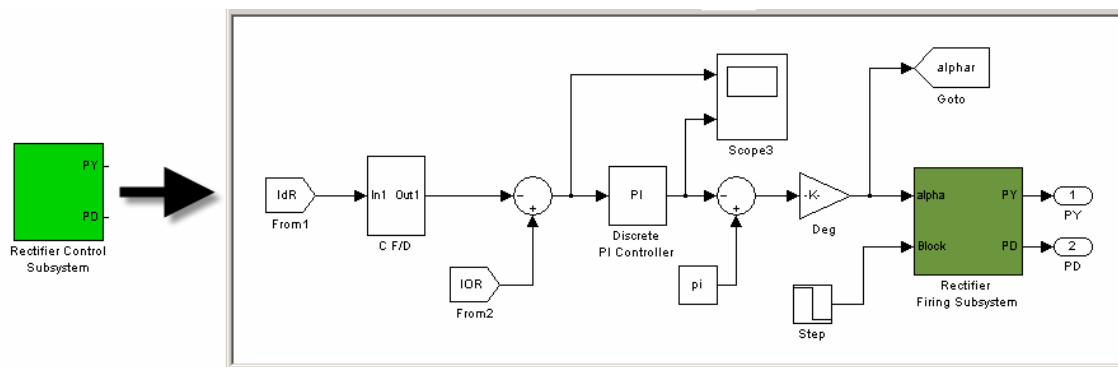 PY
PD
Rectifier Control
Subsystem
IdR
From1
In1 Out1
C F/D
-
+
IOR
From2
PI
Discrete
PI Controller
Scope3
-
+
pi
-K-
Deg
alphar
Goto
Step
alpha
Block
PY
PD
Rectifier
Firing Subsystem
1
PY
2
PD